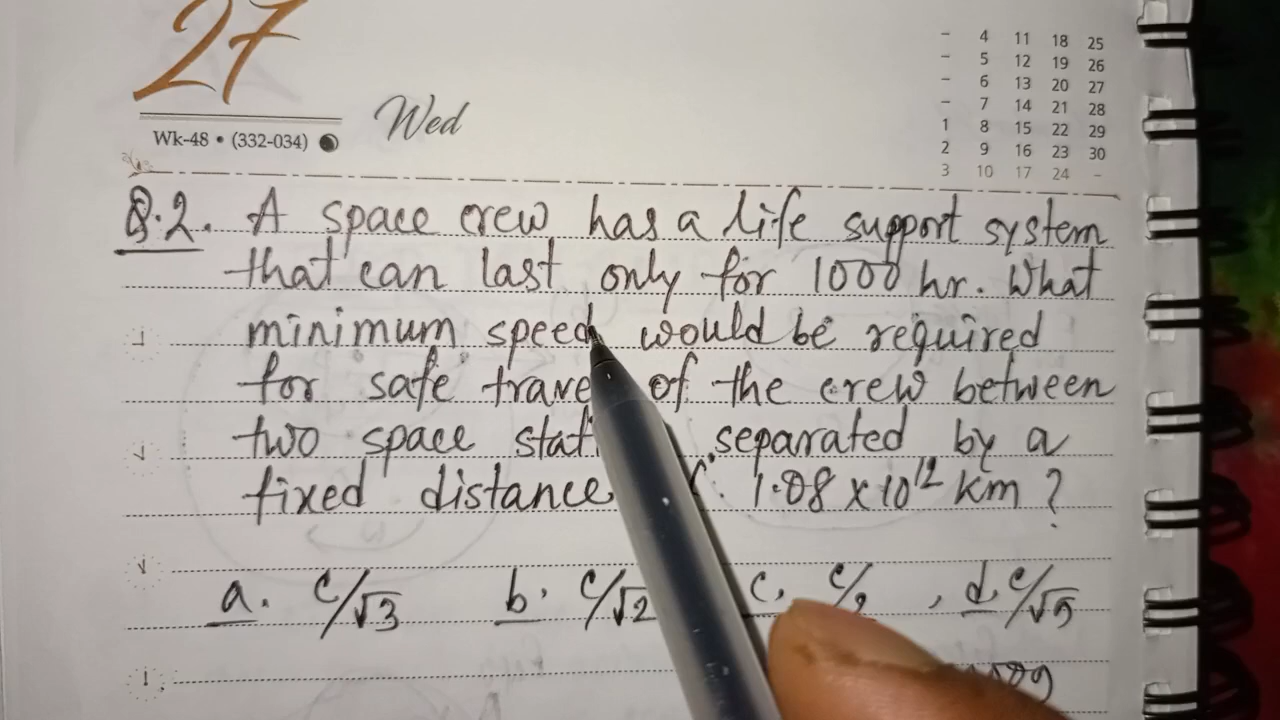 27
Wed
Wk-48 • (332-034)
- 4 11 18 25
- 5 12 19 26
- 6 13 20 27
- 7 14 21 28
1 8 15 22 29
2 9 16 23 30
3 10 17 24 -
Q.2. A space crew has a life support system
that can last only for 1000 hr. What
minimum speed would be required
for safe trave of the crew between
two space stat separated by a
fixed distance 1.08 x 10¹² km ?
a. c/√3 b. c/√2 c. c/2 , d. c/√5